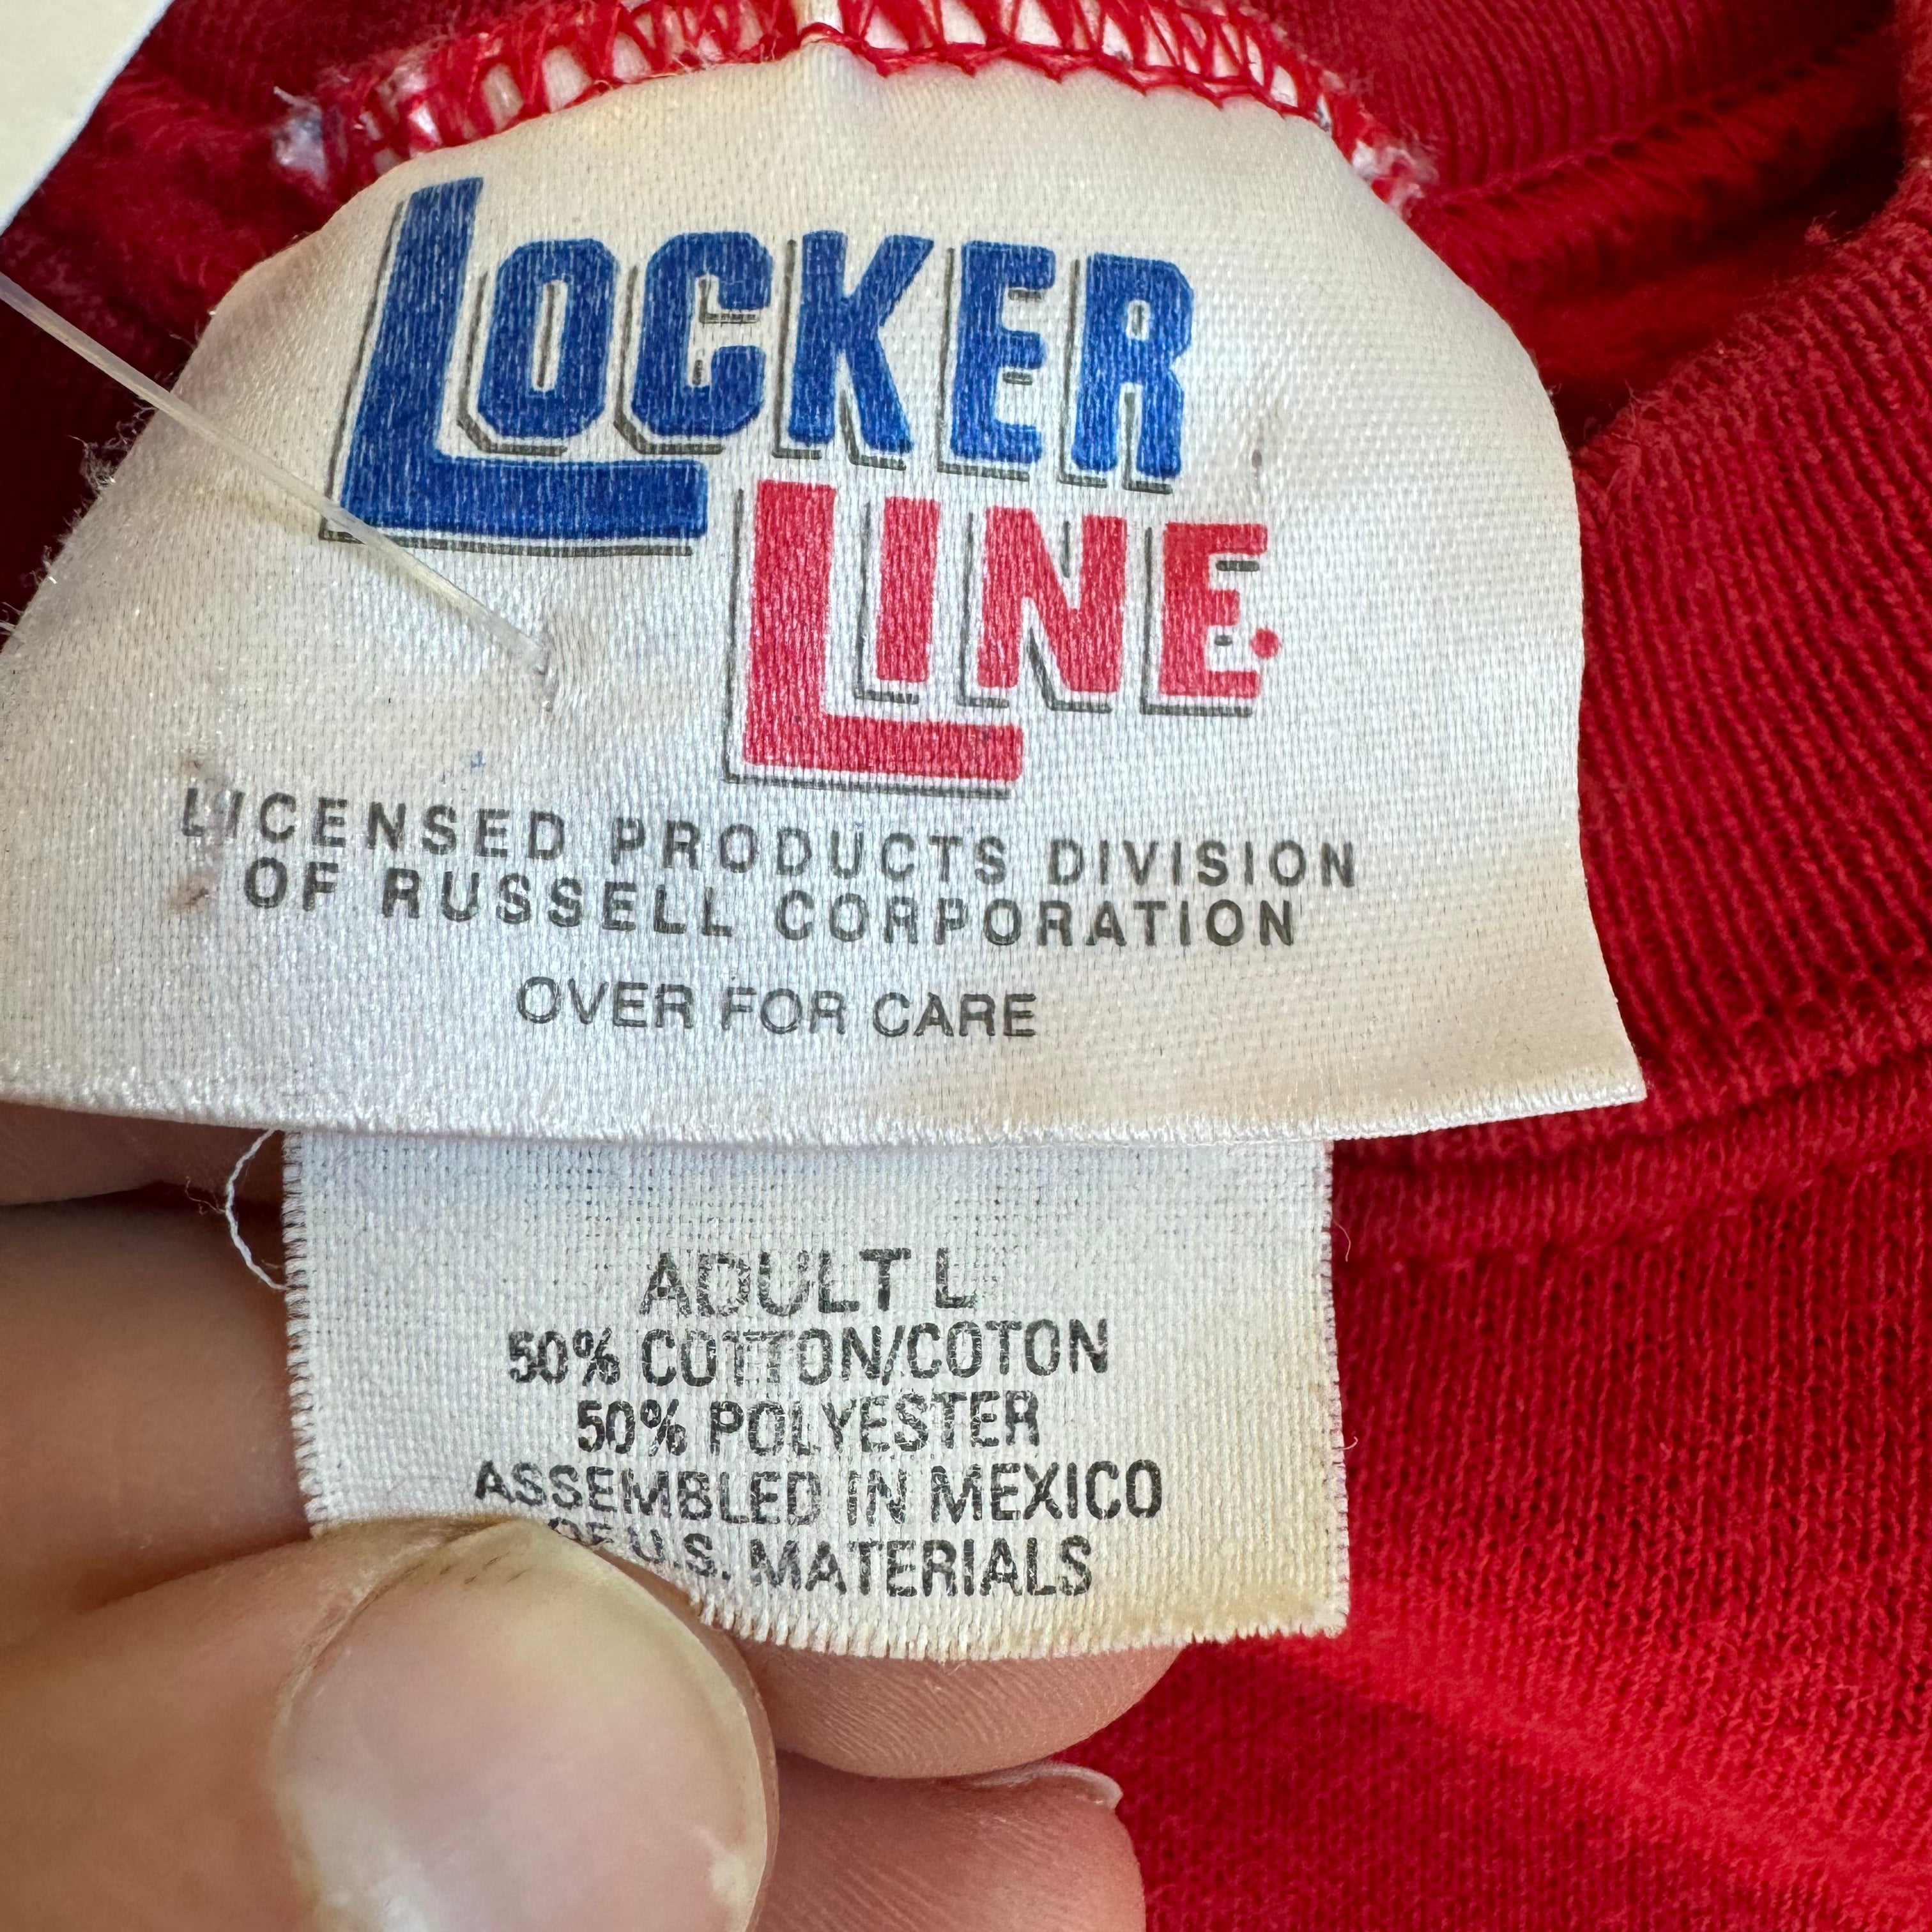 LOCKER
LINE.
LICENSED PRODUCTS DIVISION
OF RUSSELL CORPORATION
OVER FOR CARE
ADULT L
50% COTTON/COTON
50% POLYESTER
ASSEMBLED IN MEXICO
OF U.S. MATERIALS